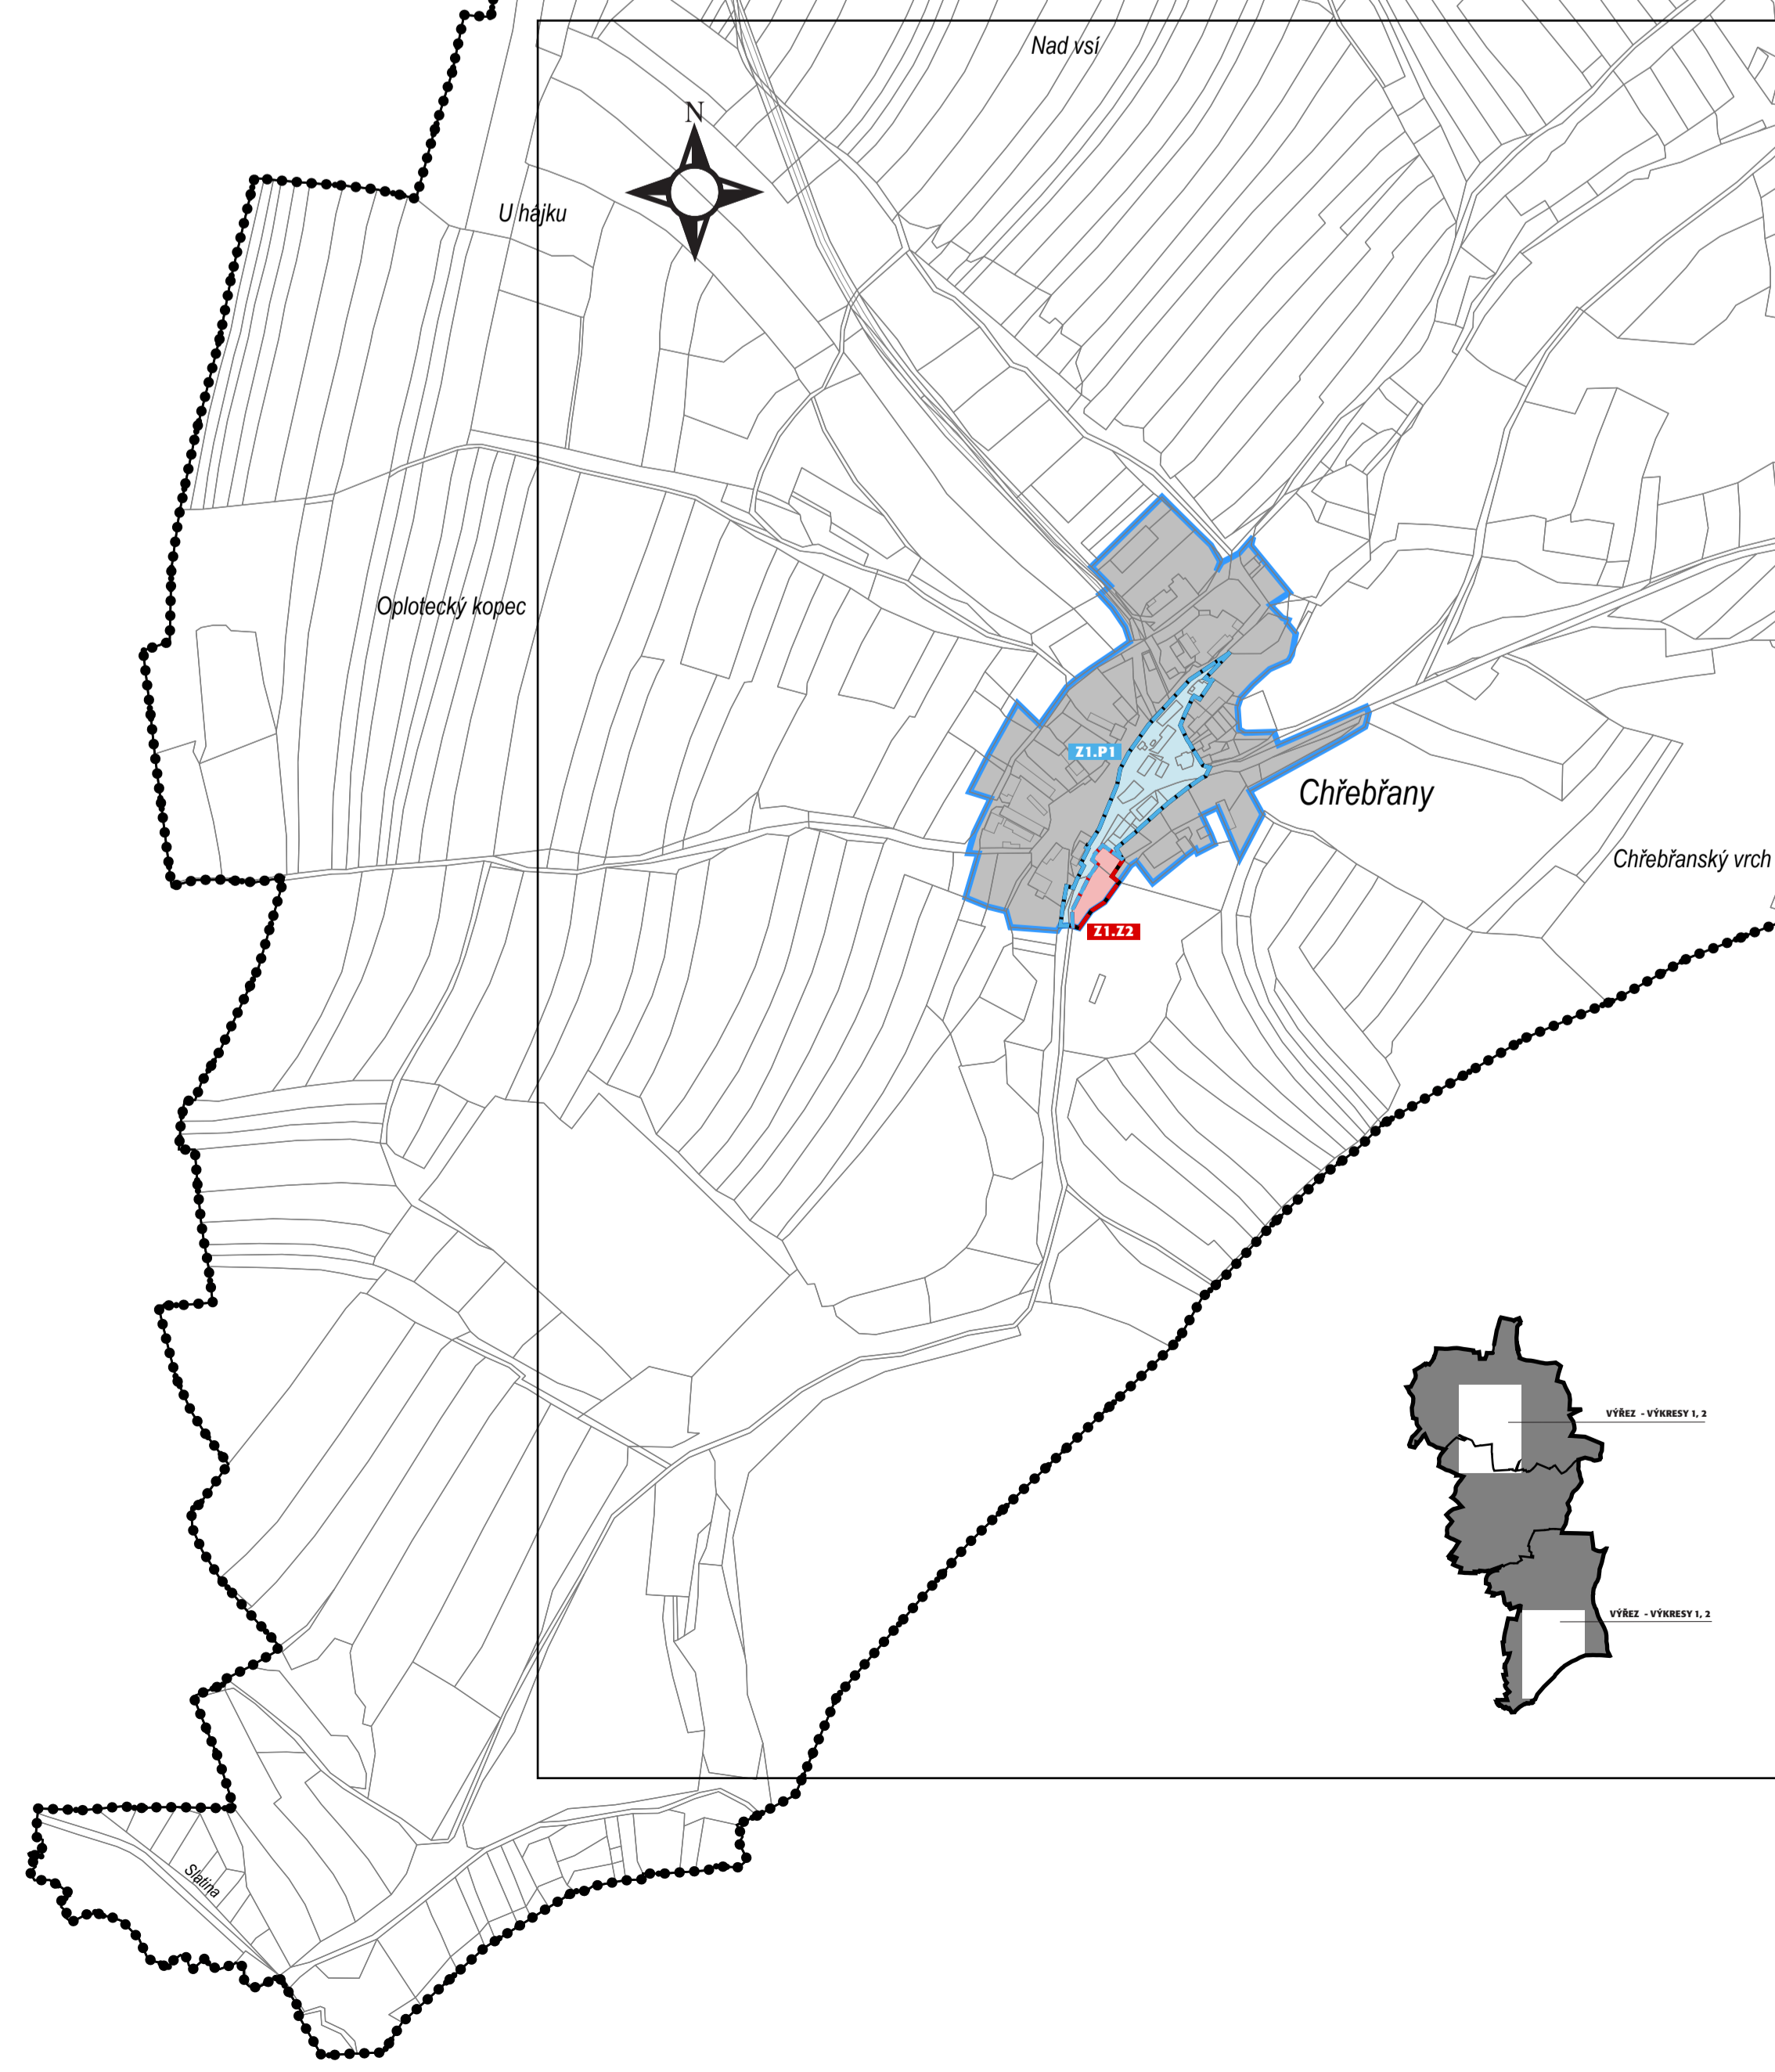 Nad vsí
N
U hájku
Oplotecký kopec
Z1.P1
Chřebřany
Chřebřanský vrch
Z1.Z2
VÝŘEZ - VÝKRESY 1, 2
VÝŘEZ - VÝKRESY 1, 2
Slatina